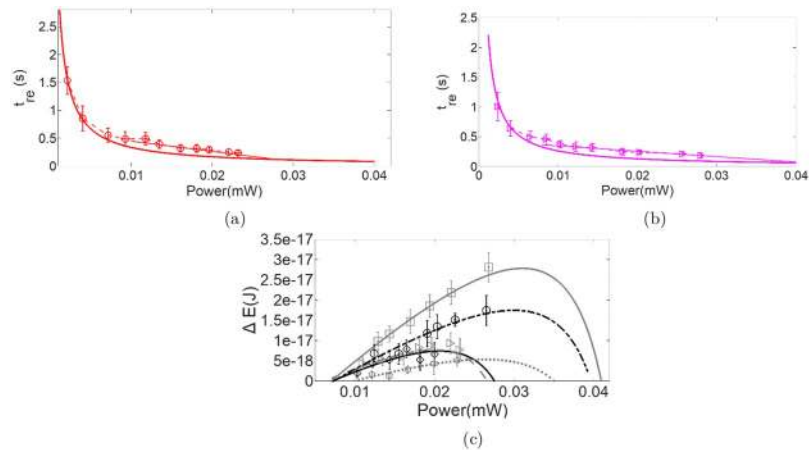 2.5
2
1.5
1
0.5
0
t_re (s)
0.01 0.02 0.03 0.04
Power(mW)
(a)
2.5
2
1.5
1
0.5
0
t_re (s)
0 0.01 0.02 0.03 0.04
Power(mW)
(b)
3.5e-17
3e-17
2.5e-17
2e-17
1.5e-17
1e-17
5e-18
0
Δ E(J)
0.01 0.02 0.03 0.04
Power(mW)
(c)